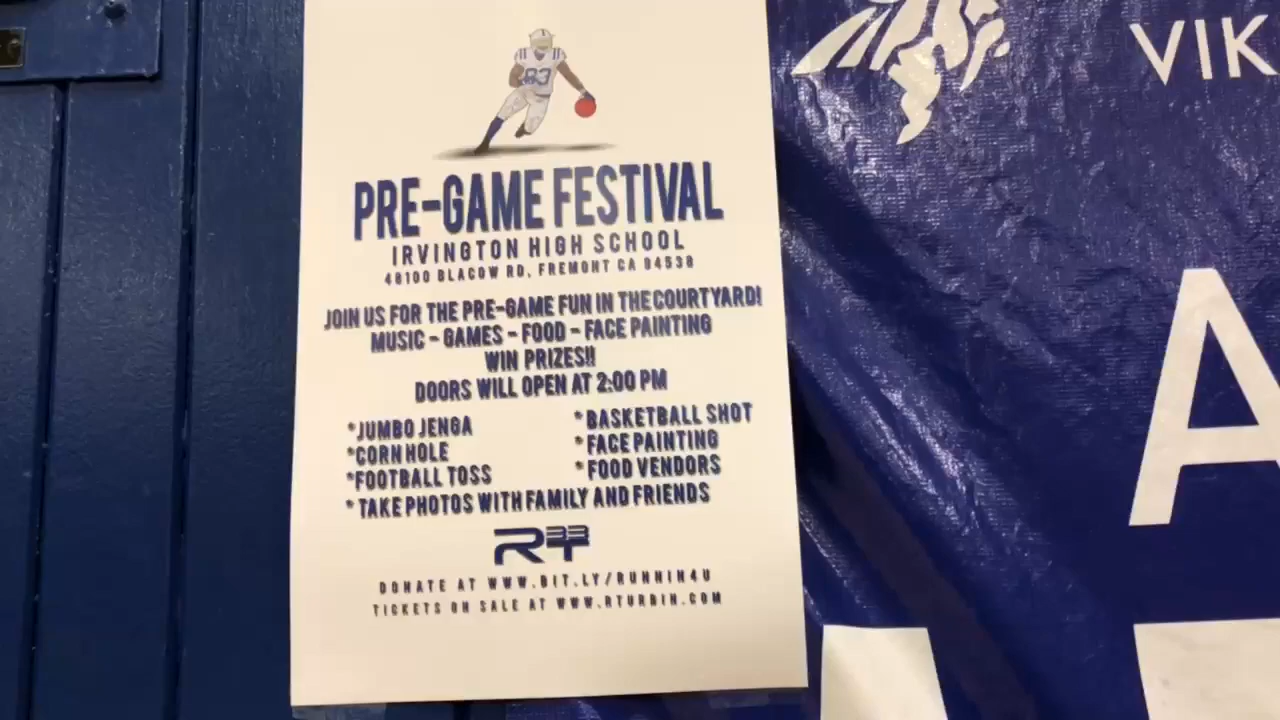 83
VIK
PRE-GAME FESTIVAL
IRVINGTON HIGH SCHOOL
48100 BLACOW RD, FREMONT CA 94538
JOIN US FOR THE PRE-GAME FUN IN THE COURTYARD!
MUSIC - GAMES - FOOD - FACE PAINTING
WIN PRIZES!!
DOORS WILL OPEN AT 2:00 PM
*JUMBO JENGA
*CORN HOLE
*FOOTBALL TOSS
*BASKETBALL SHOT
*FACE PAINTING
*FOOD VENDORS
* TAKE PHOTOS WITH FAMILY AND FRIENDS
R33T
DONATE AT WWW.BIT.LY/RUNNIN4U
TICKETS ON SALE AT WWW.RTURBIN.COM
A